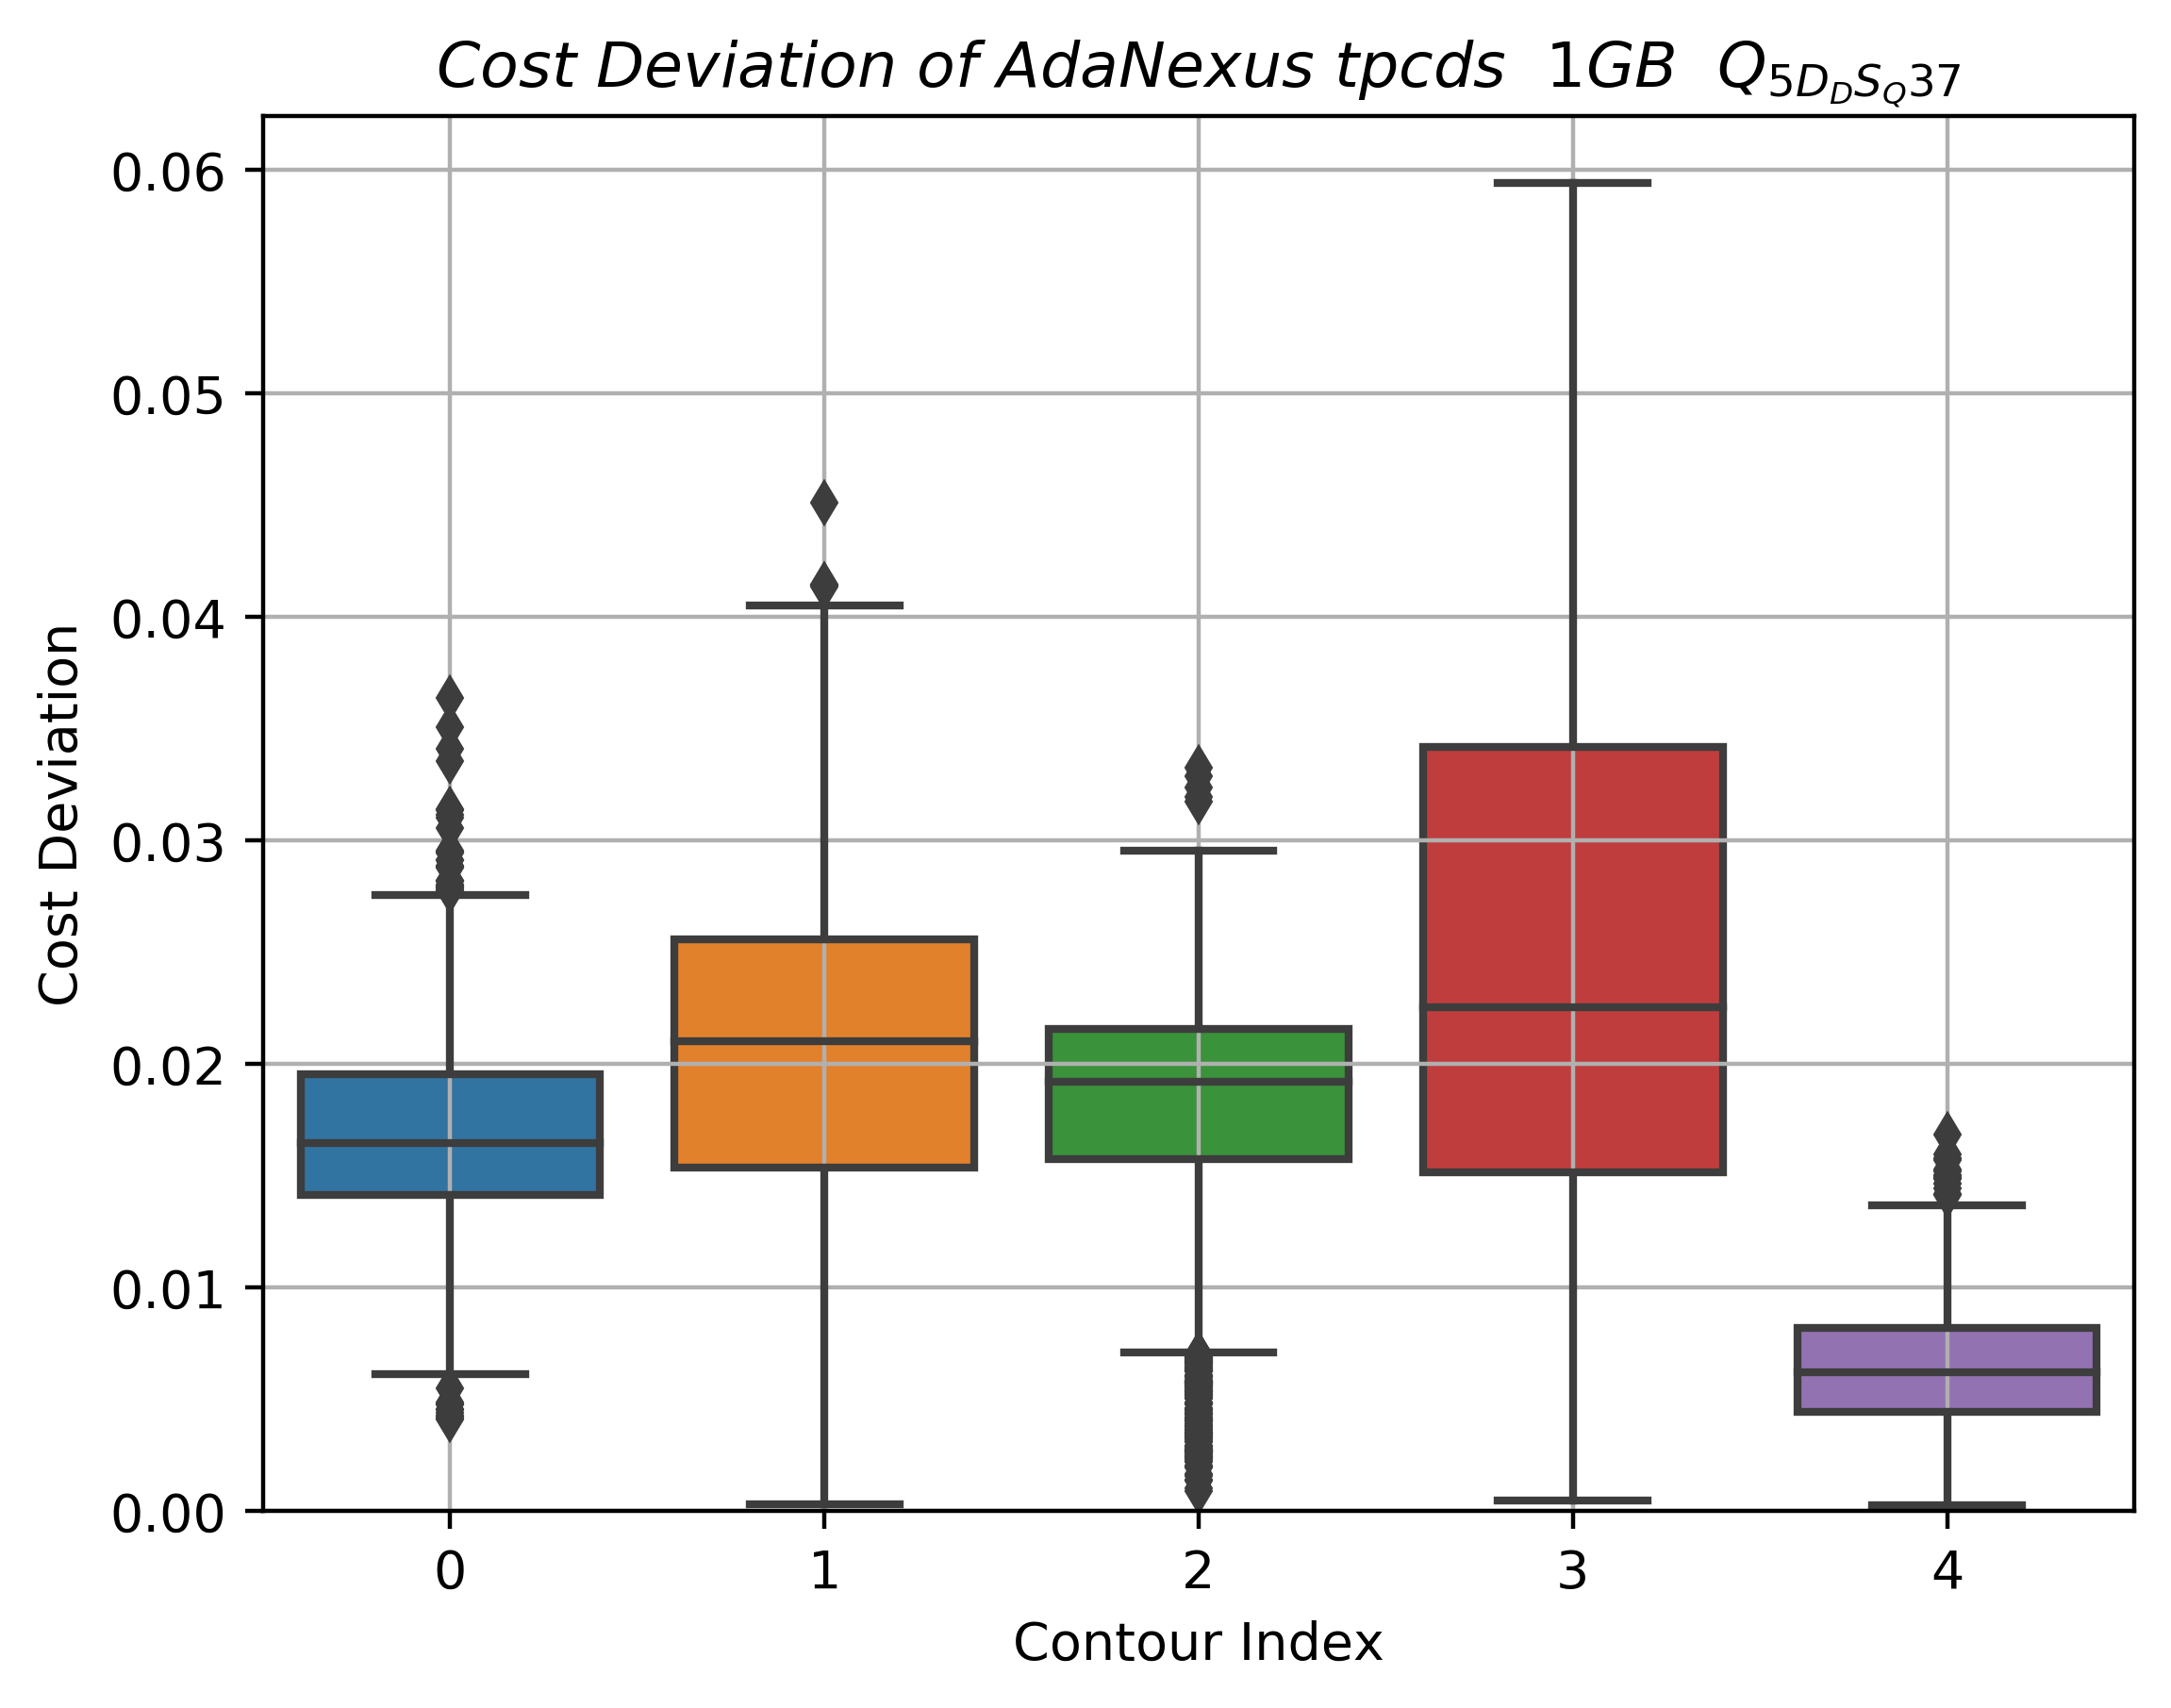 Cost Deviation of AdaNexus tpcds 1GB Q5D_DS_Q37
0.06
0.05
0.04
0.03
0.02
0.01
0.00
Cost Deviation
0 1 2 3 4
Contour Index